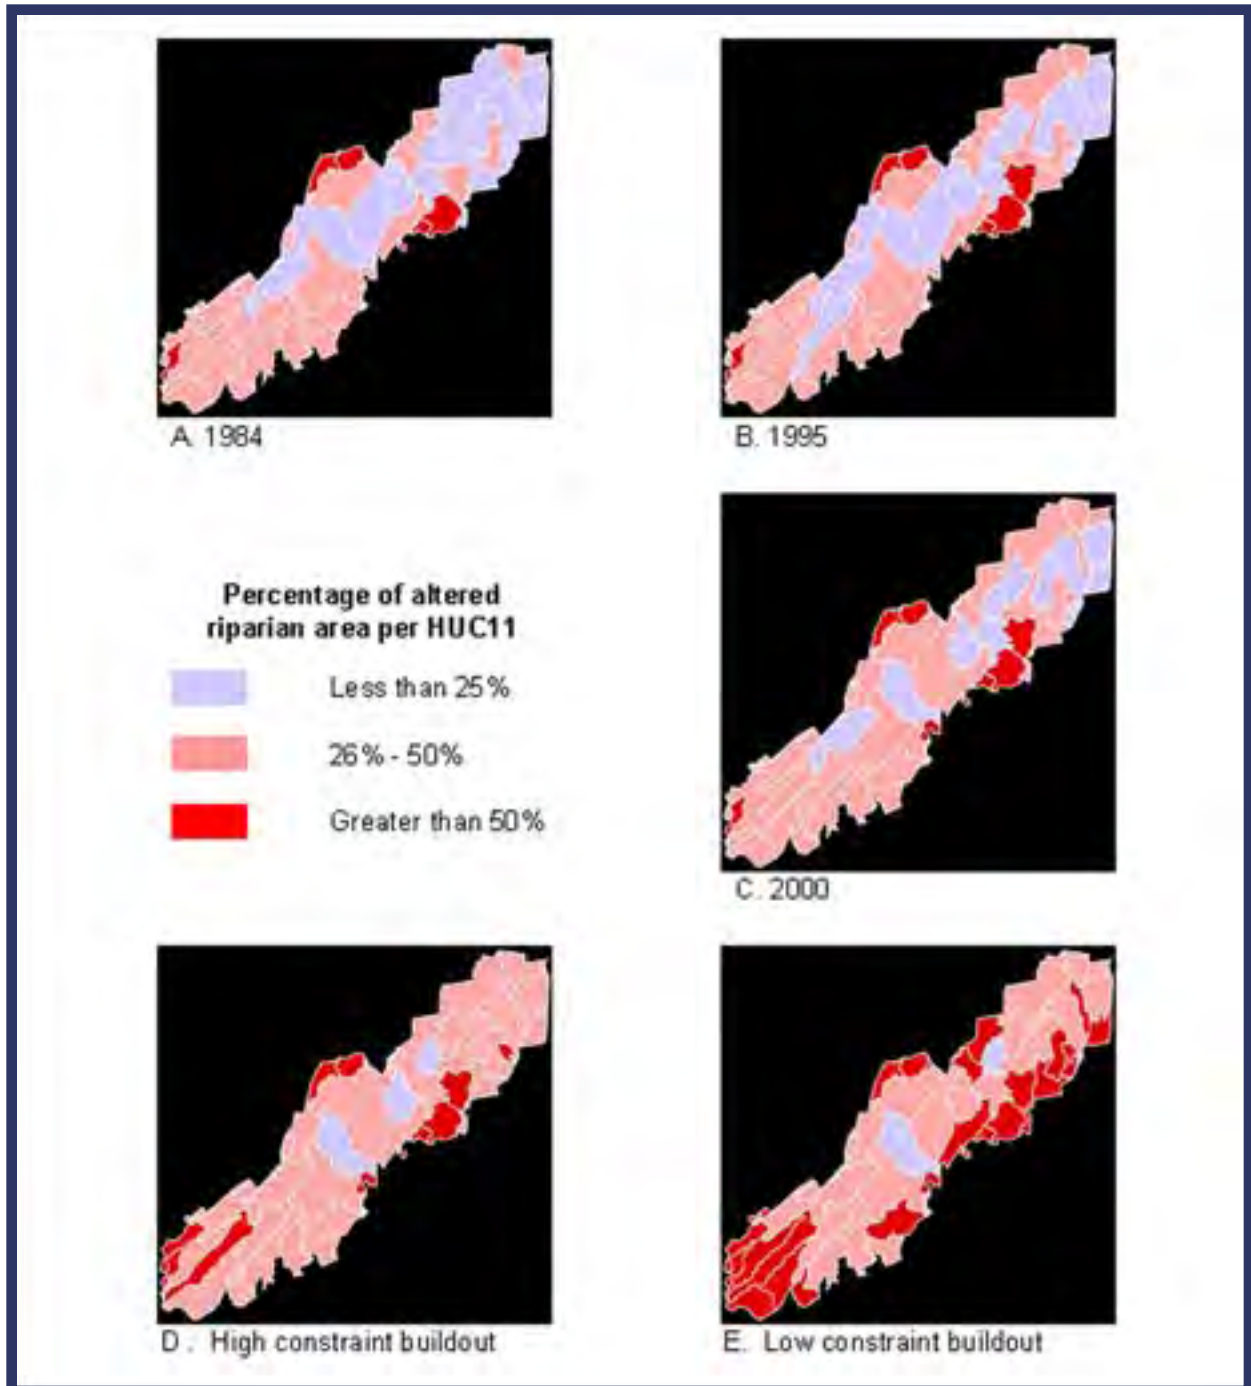 A. 1984
B. 1995
Percentage of altered
riparian area per HUC11
Less than 25%
26% - 50%
Greater than 50%
C. 2000
D . High constraint buildout
E. Low constraint buildout